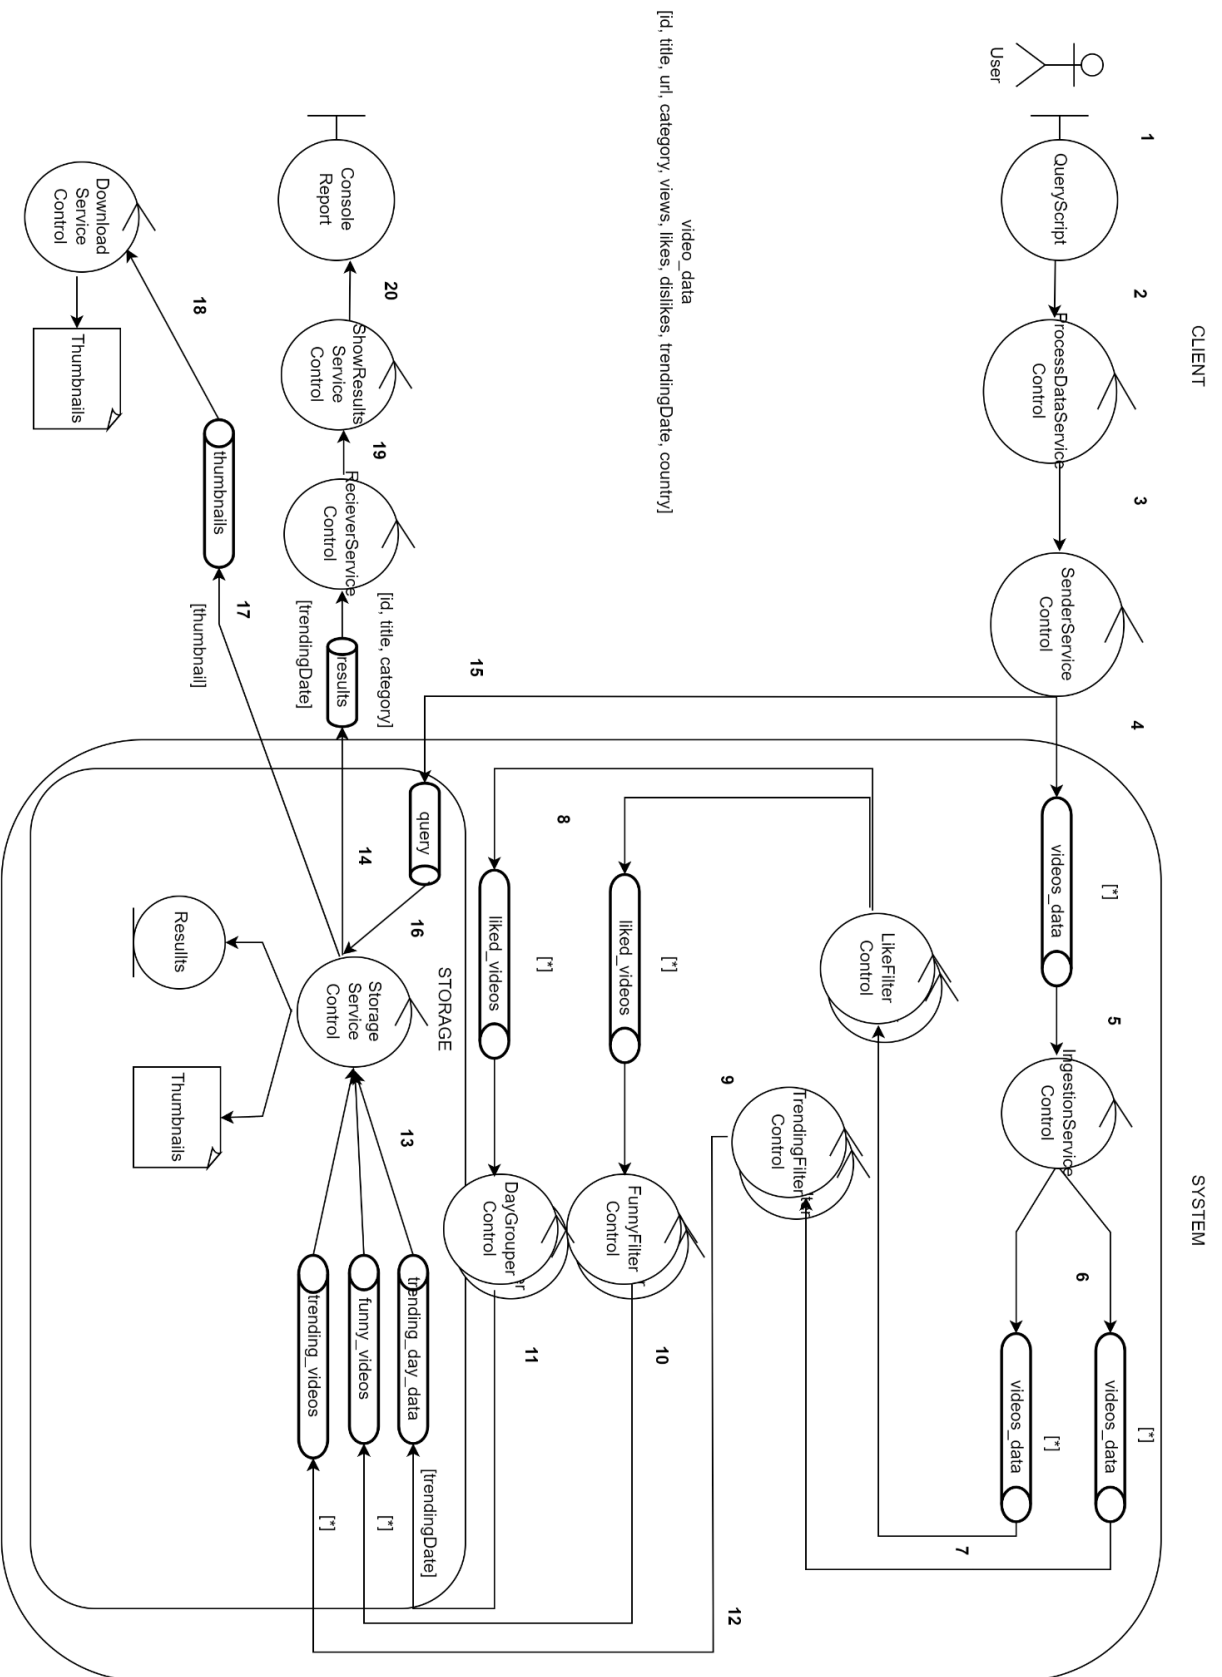 CLIENT
SYSTEM
User
1
QueryScript
2
ProcessDataService
Control
3
SenderService
Control
4
videos_data
[*]
5
IngestionService
Control
6
videos_data
[*]
videos_data
[*]
7
LikeFilter
Control
TrendingFilter
Control
9
8
liked_videos
[*]
liked_videos
[*]
FunnyFilter
Control
DayGrouper
Control
10
11
12
video_data
[id, title, url, category, views, likes, dislikes, trendingDate, country]
15
query
16
STORAGE
Storage
Service
Control
13
trending_day_data
[trendingDate]
funny_videos
[*]
trending_videos
[*]
Resullts
Thumbnails
14
results
[id, title, category]
[trendingDate]
RecieverService
Control
19
ShowResults
Service
Control
20
Console
Report
17
[thumbnail]
thumbnails
18
Download
Service
Control
Thumbnails